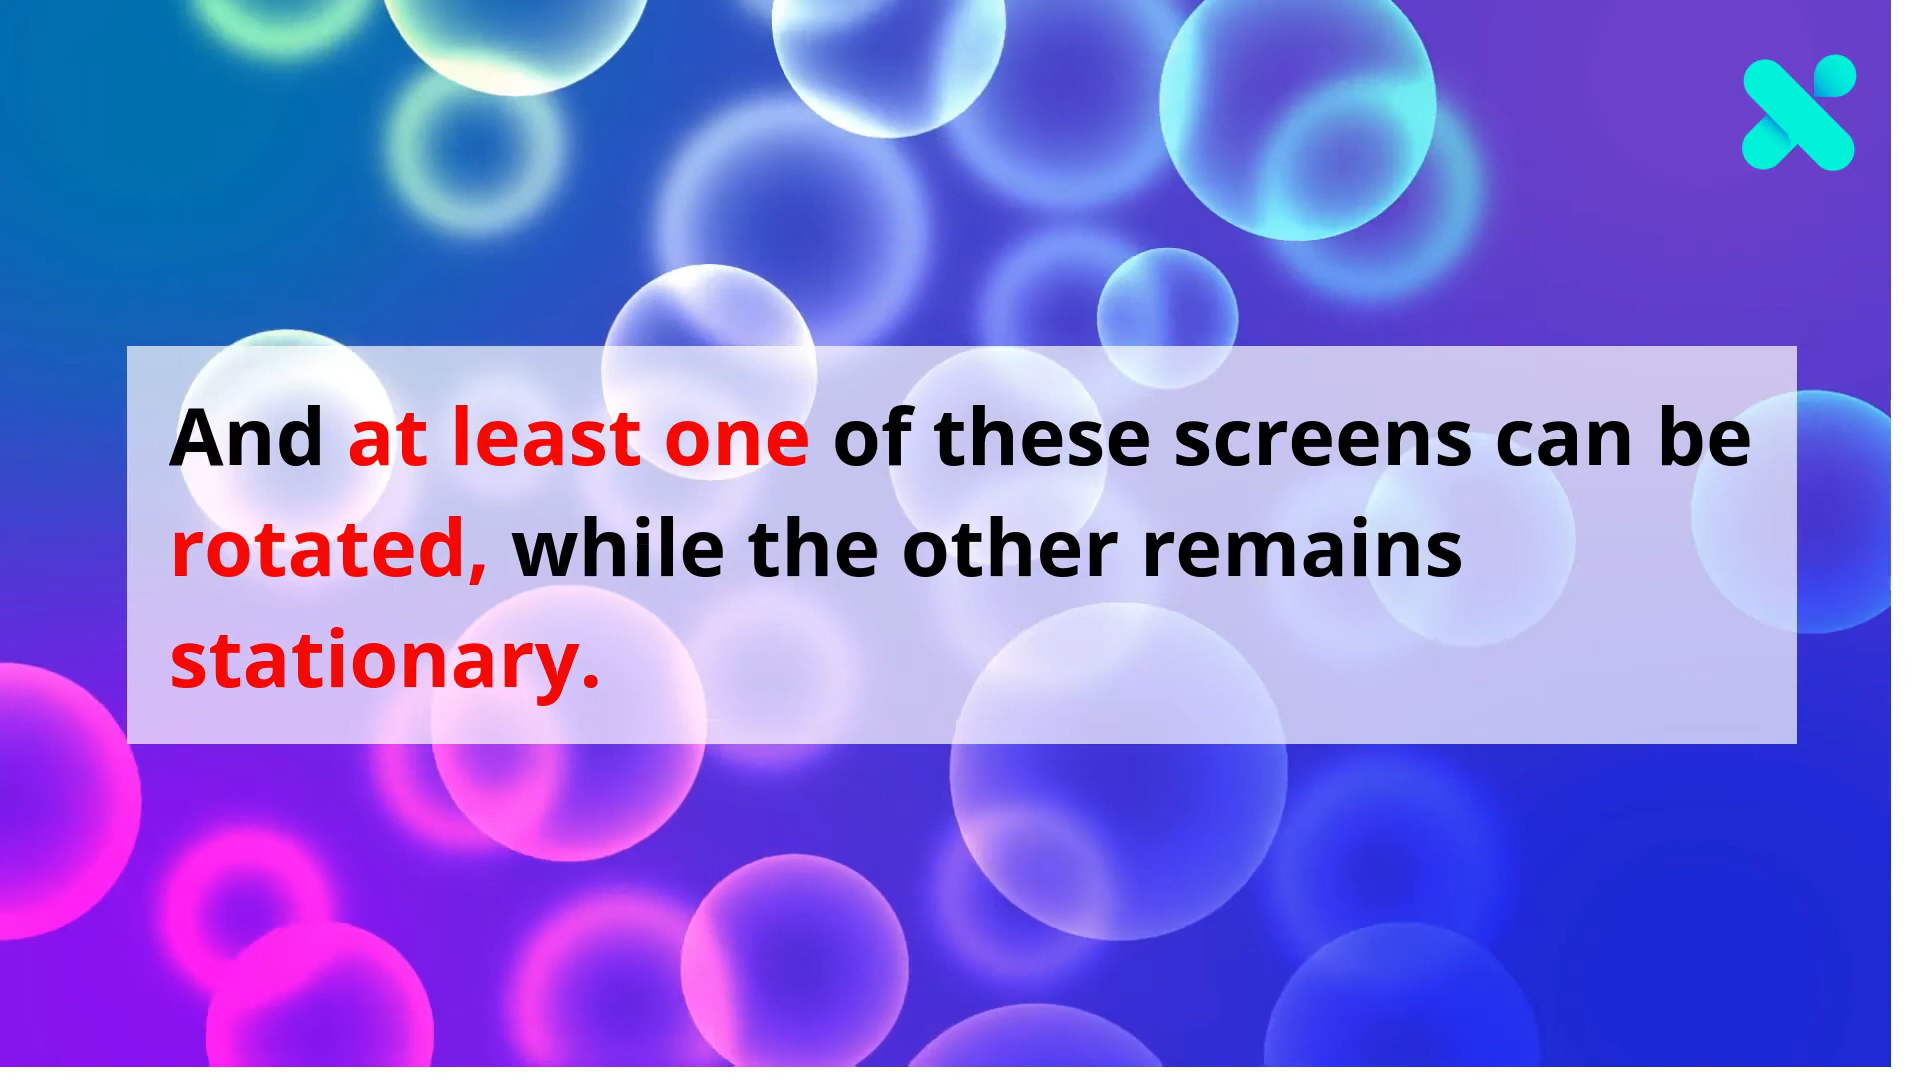 And at least one of these screens can be
rotated, while the other remains
stationary.